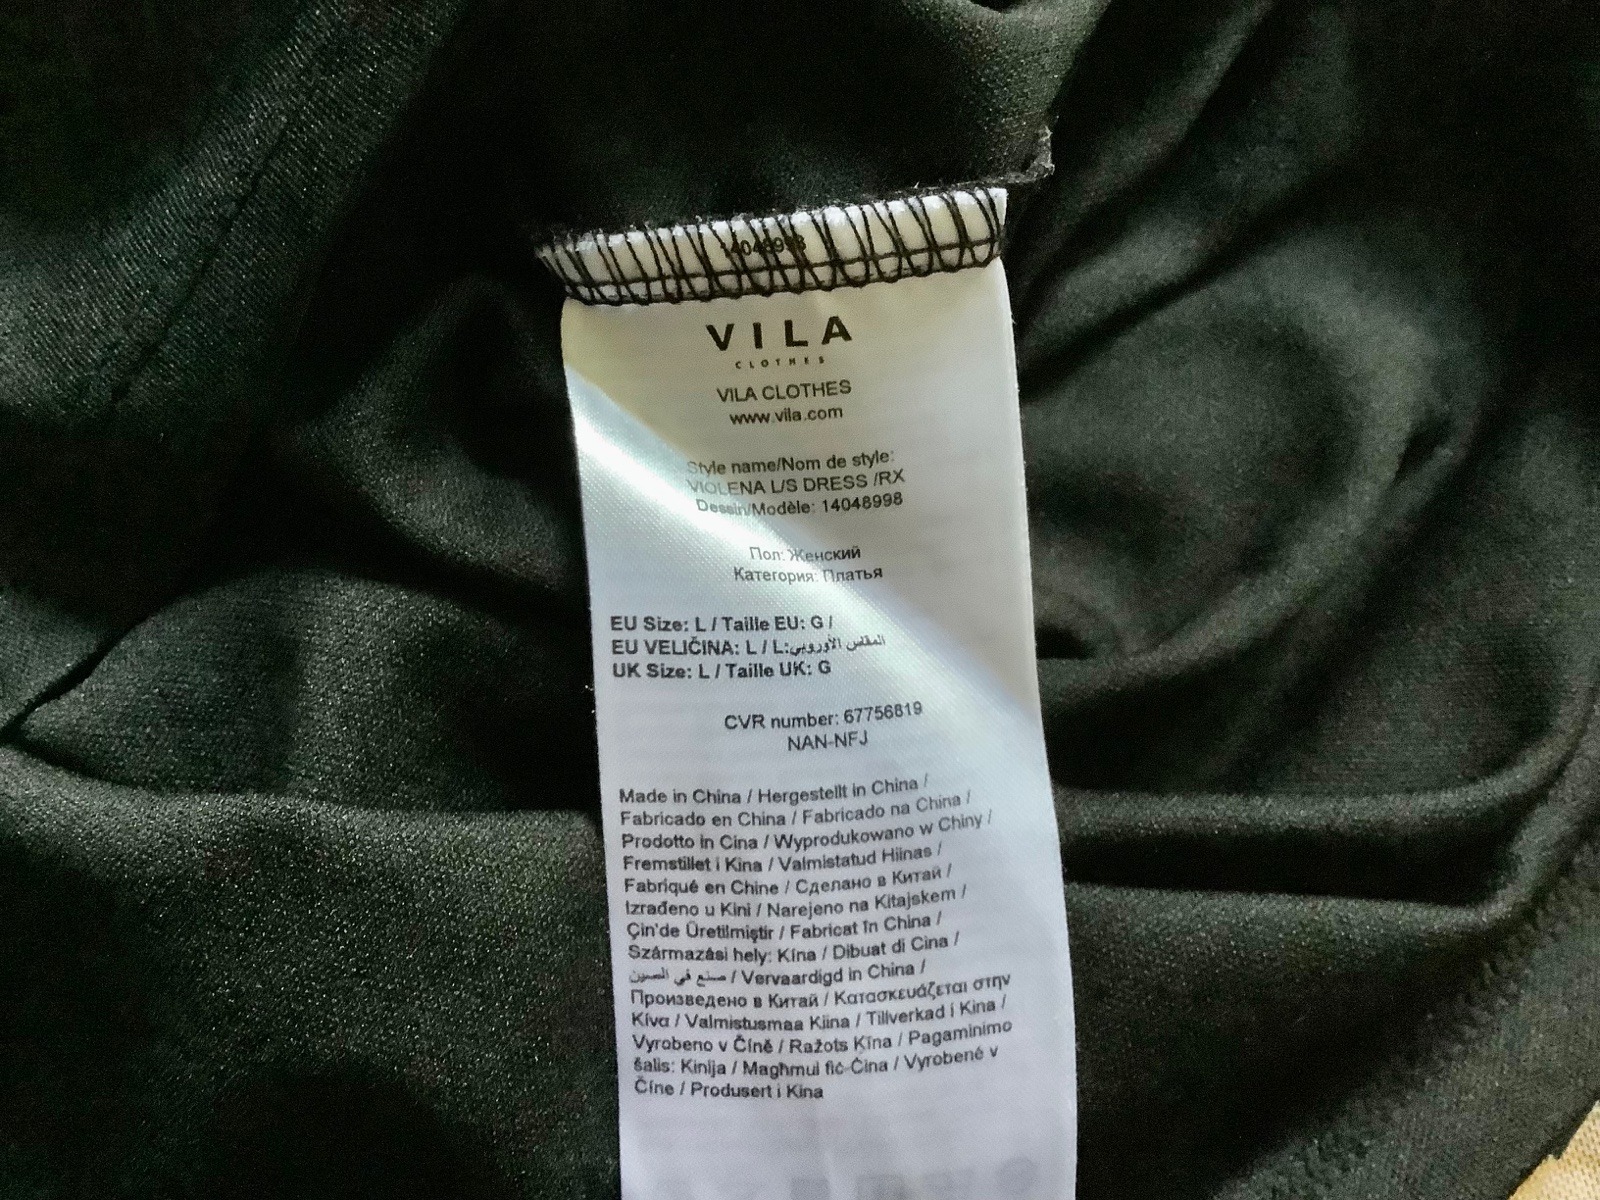 14048998
VILA
CLOTHES
VILA CLOTHES
www.vila.com
Style name/Nom de style:
VIOLENA L/S DRESS /RX
Dessin/Modèle: 14048998
Пол: Женский
Категория: Платья
EU Size: L / Taille EU: G /
EU VELIČINA: L / L:المقاس الأوروبي
UK Size: L / Taille UK: G
CVR number: 67756819
NAN-NFJ
Made in China / Hergestellt in China /
Fabricado en China / Fabricado na China /
Prodotto in Cina / Wyprodukowano w Chiny /
Fremstillet i Kina / Valmistatud Hiinas /
Fabriqué en Chine / Сделано в Китай /
Izrađeno u Kini / Narejeno na Kitajskem /
Çin'de Üretilmiştir / Fabricat în China /
Származási hely: Kína / Dibuat di Cina /
صنع في الصين / Vervaardigd in China /
Произведено в Китай / Κατασκευάζεται στην
Κίνα / Valmistusmaa Kiina / Tillverkad i Kina /
Vyrobeno v Číně / Ražots Ķīna / Pagaminimo
šalis: Kinija / Magħmul fiċ-Ċina / Vyrobené v
Číne / Produsert i Kina